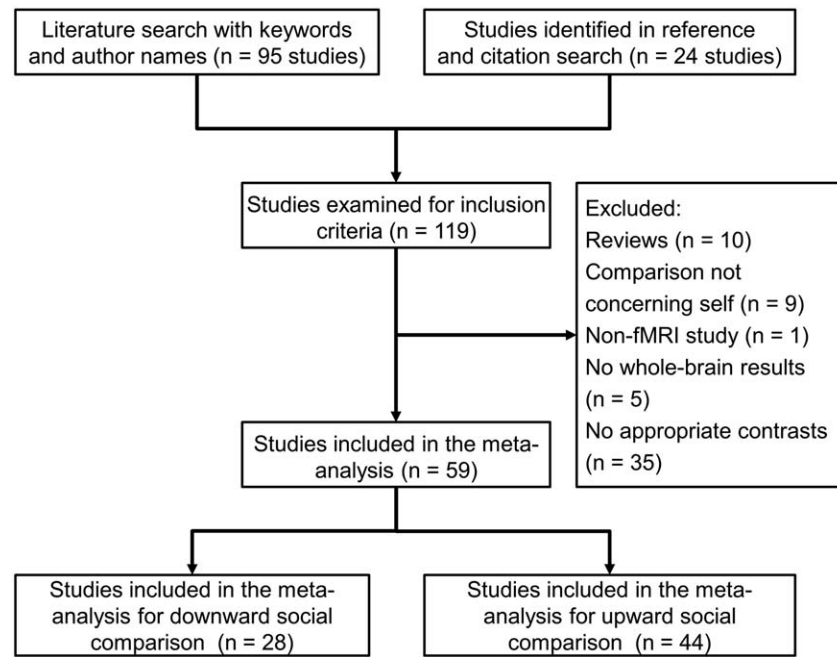 Literature search with keywords
and author names (n = 95 studies)
Studies identified in reference
and citation search (n = 24 studies)
Studies examined for inclusion
criteria (n = 119)
Excluded:
Reviews (n = 10)
Comparison not
concerning self (n = 9)
Non-fMRI study (n = 1)
No whole-brain results
(n = 5)
No appropriate contrasts
(n = 35)
Studies included in the meta-
analysis (n = 59)
Studies included in the meta-
analysis for downward social
comparison (n = 28)
Studies included in the meta-
analysis for upward social
comparison (n = 44)